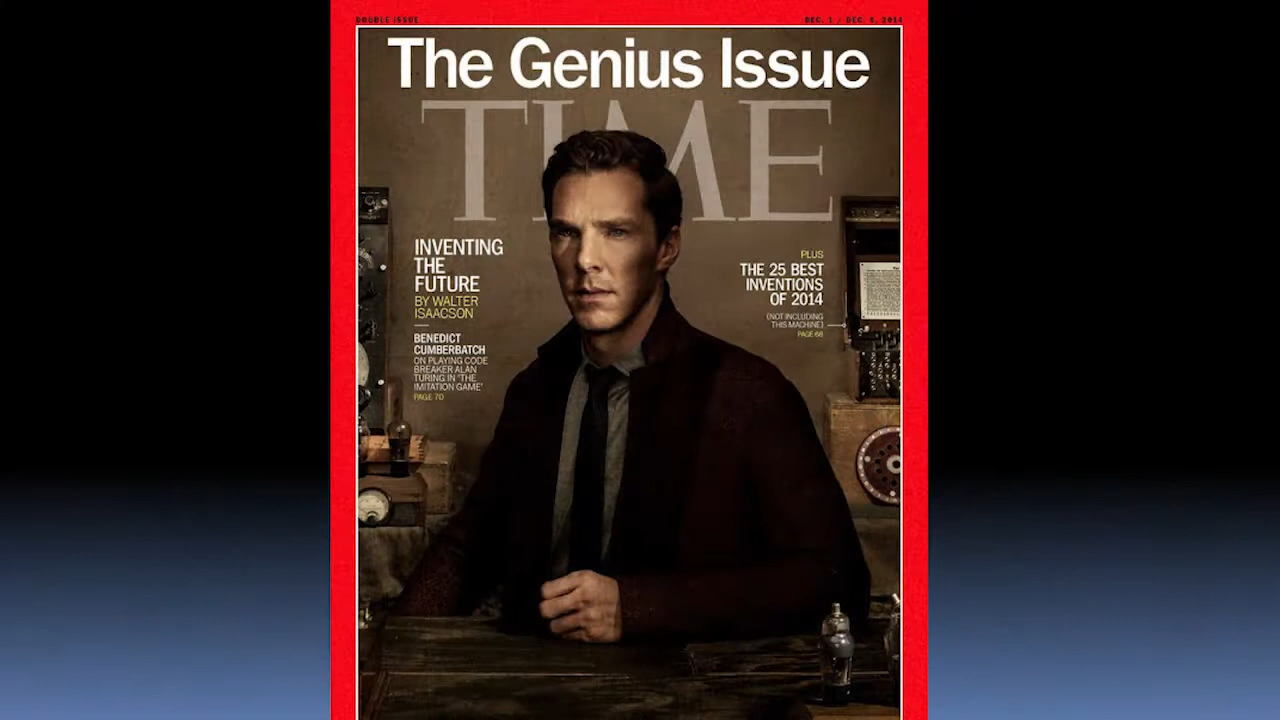 DOUBLE ISSUE
DEC. 1 / DEC. 8, 2014
The Genius Issue
TIME
INVENTING
THE
FUTURE
BY WALTER
ISAACSON
BENEDICT
CUMBERBATCH
ON PLAYING CODE
BREAKER ALAN
TURING IN 'THE
IMITATION GAME'
PAGE 70
PLUS
THE 25 BEST
INVENTIONS
OF 2014
(NOT INCLUDING
THIS MACHINE)
PAGE 66